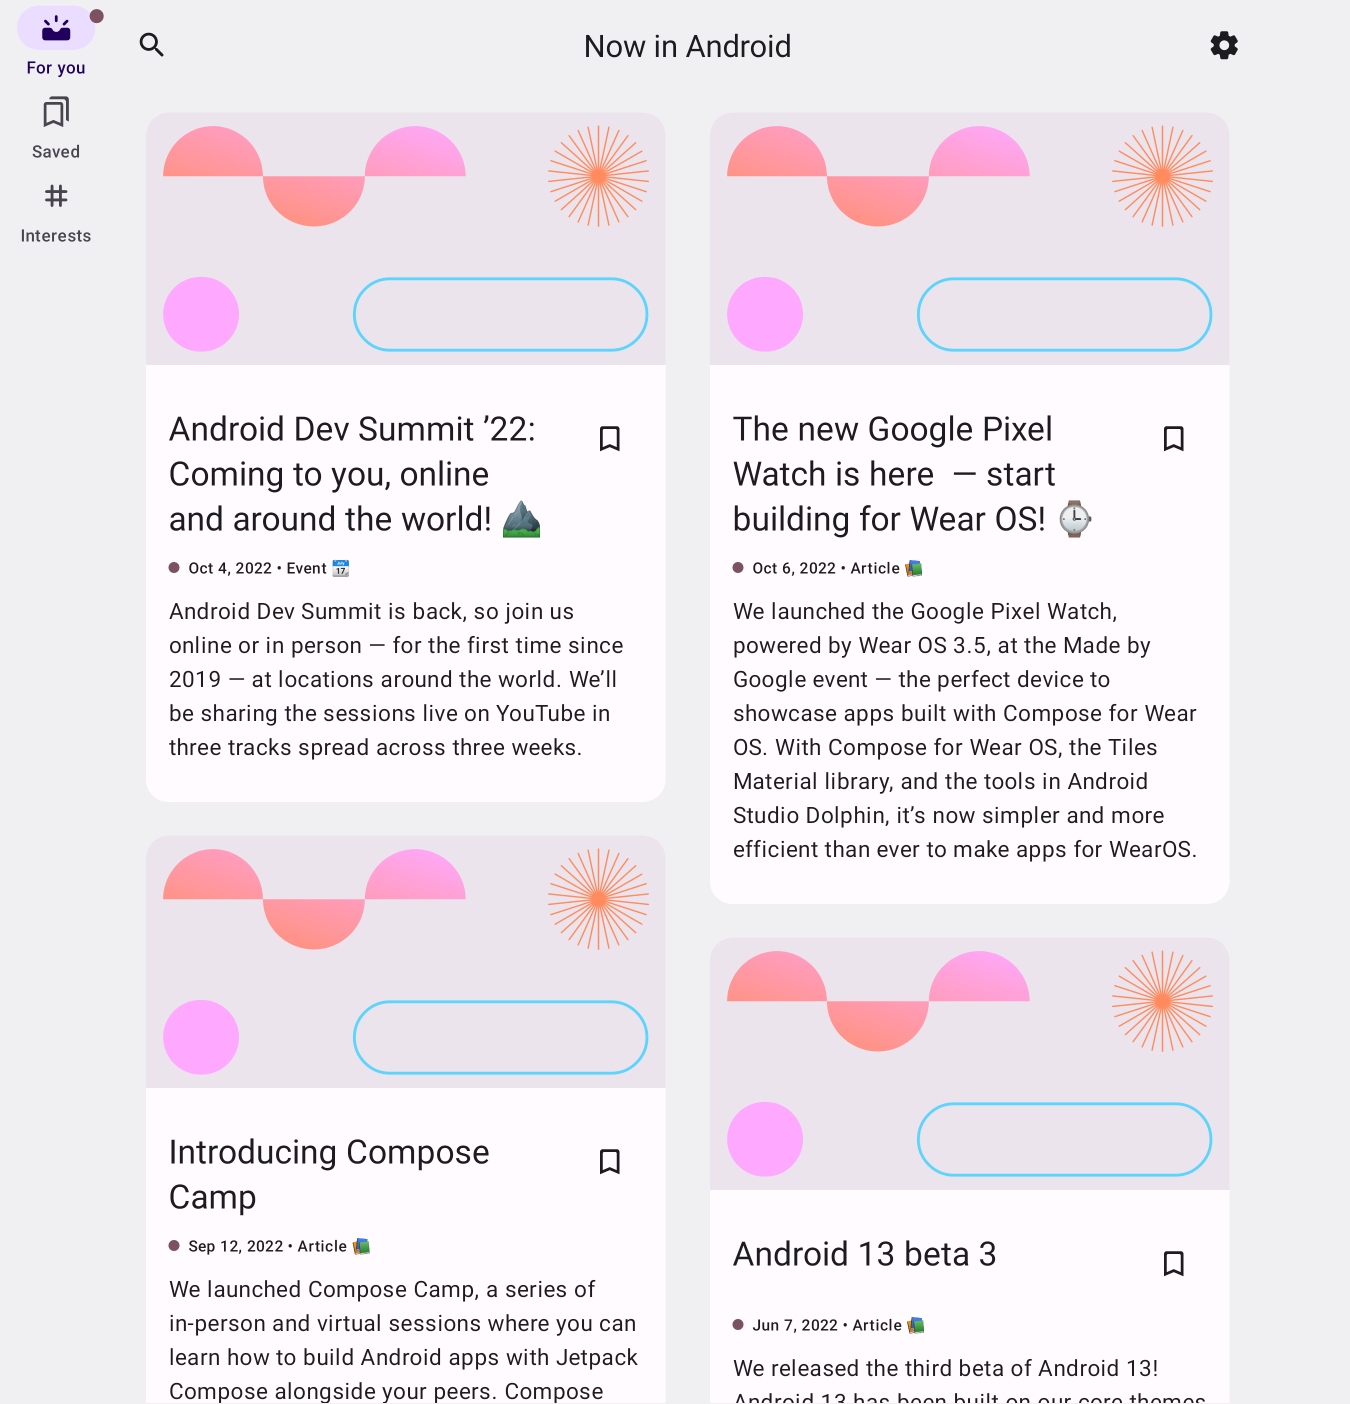 For you
Saved
Interests
Now in Android
Android Dev Summit ’22:
Coming to you, online
and around the world! ⛰️
Oct 4, 2022 • Event 📆
Android Dev Summit is back, so join us
online or in person — for the first time since
2019 — at locations around the world. We’ll
be sharing the sessions live on YouTube in
three tracks spread across three weeks.
The new Google Pixel
Watch is here  — start
building for Wear OS! ⌚
Oct 6, 2022 • Article 📚
We launched the Google Pixel Watch,
powered by Wear OS 3.5, at the Made by
Google event — the perfect device to
showcase apps built with Compose for Wear
OS. With Compose for Wear OS, the Tiles
Material library, and the tools in Android
Studio Dolphin, it’s now simpler and more
efficient than ever to make apps for WearOS.
Introducing Compose
Camp
Sep 12, 2022 • Article 📚
We launched Compose Camp, a series of
in-person and virtual sessions where you can
learn how to build Android apps with Jetpack
Compose alongside your peers. Compose
Android 13 beta 3
Jun 7, 2022 • Article 📚
We released the third beta of Android 13!
Android 13 has been built on our core themes